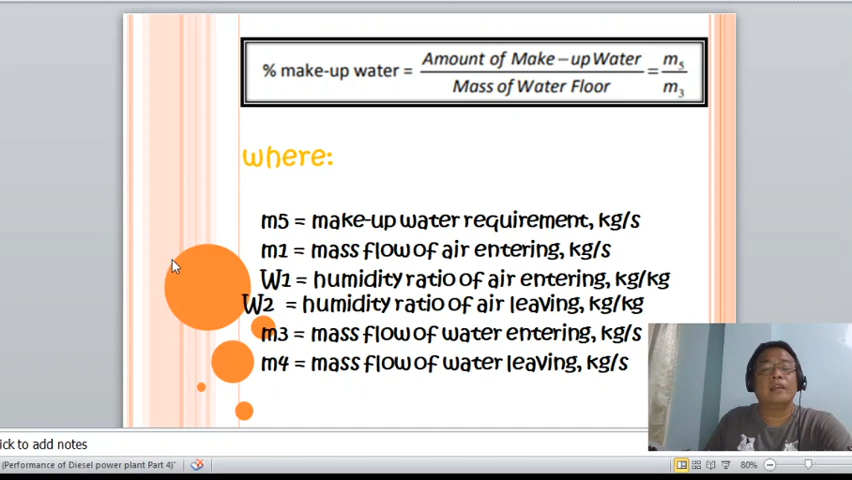 % make-up water = Amount of Make – up Water / Mass of Water Floor = m5 / m3
where:
m5 = make-up water requirement, kg/s
m1 = mass flow of air entering, kg/s
W1 = humidity ratio of air entering, kg/kg
W2 = humidity ratio of air leaving, kg/kg
m3 = mass flow of water entering, kg/s
m4 = mass flow of water leaving, kg/s
ick to add notes
(Performance of Diesel power plant Part 4)"
80%